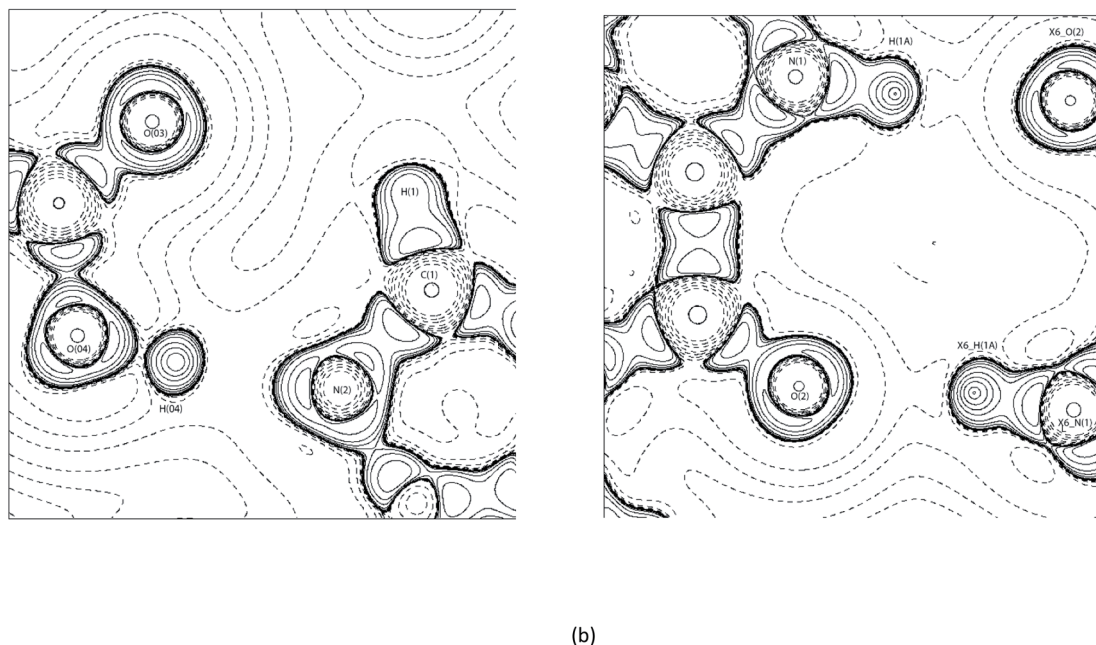 X6_O(2)
H(1A)
N(1)
O(03)
H(1)
C(1)
X6_H(1A)
O(04)
N(2)
O(2)
H(04)
X6_N(1)
(b)